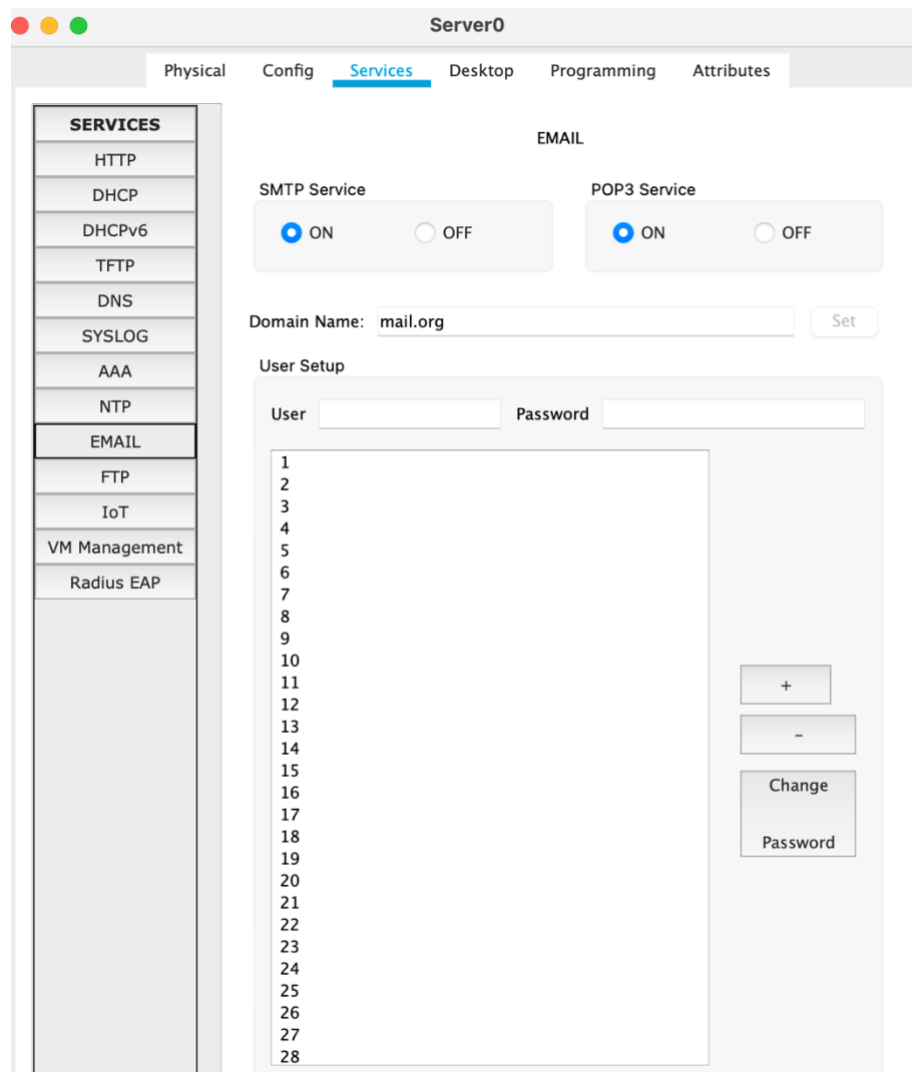 Server0
Physical Config Services Desktop Programming Attributes
SERVICES
HTTP
DHCP
DHCPv6
TFTP
DNS
SYSLOG
AAA
NTP
EMAIL
FTP
IoT
VM Management
Radius EAP
EMAIL
SMTP Service POP3 Service
ON OFF ON OFF
Domain Name: mail.org Set
User Setup
User Password
1
2
3
4
5
6
7
8
9
10
11
12
13
14
15
16
17
18
19
20
21
22
23
24
25
26
27
28
+
-
Change
Password